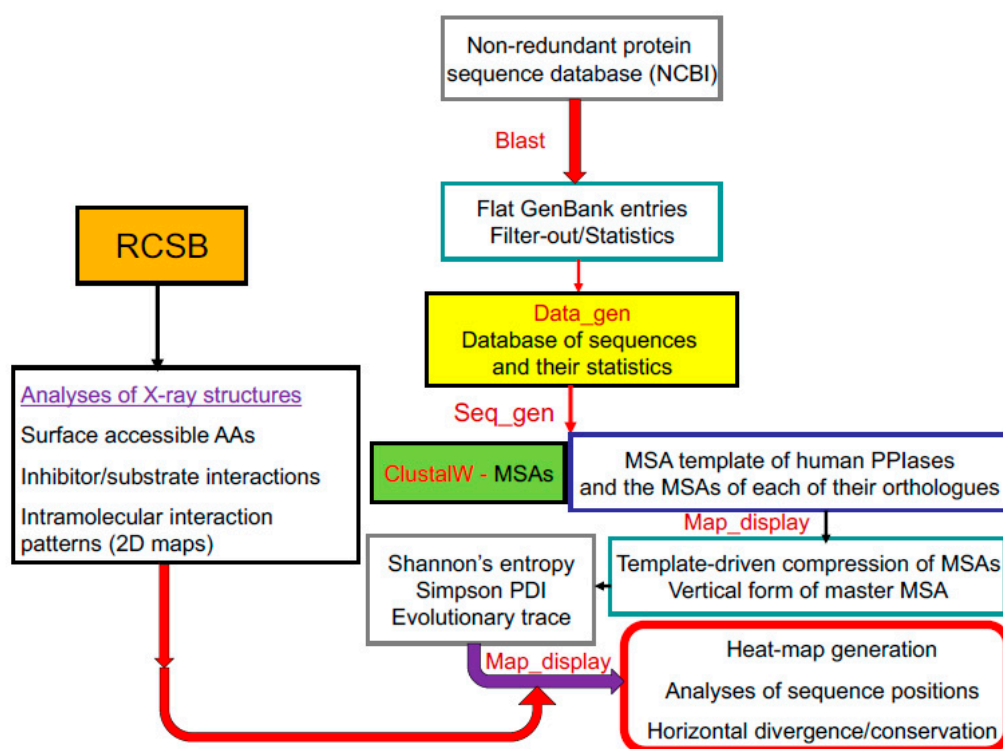 Non-redundant protein
sequence database (NCBI)
Blast
Flat GenBank entries
Filter-out/Statistics
RCSB
Data_gen
Database of sequences
and their statistics
Analyses of X-ray structures
Surface accessible AAs
Inhibitor/substrate interactions
Intramolecular interaction
patterns (2D maps)
Seq_gen
ClustalW - MSAs
MSA template of human PPIases
and the MSAs of each of their orthologues
Map_display
Template-driven compression of MSAs
Vertical form of master MSA
Shannon's entropy
Simpson PDI
Evolutionary trace
Map_display
Heat-map generation
Analyses of sequence positions
Horizontal divergence/conservation